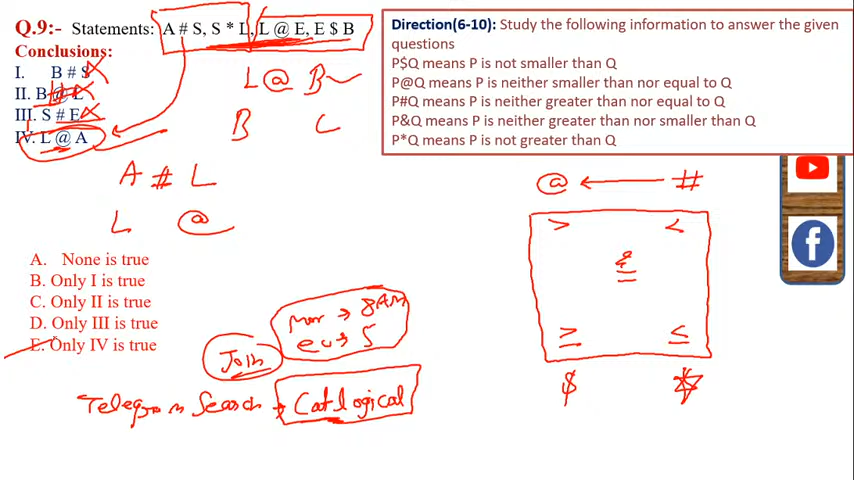 Q.9:- Statements: A # S, S * L, L @ E, E $ B
Conclusions:
I. B # S
II. B @ L
III. S # E
IV. L @ A
L @ B
B L
A # L
L @
A. None is true
B. Only I is true
C. Only II is true
D. Only III is true
E. Only IV is true
Mor → 8AM
eve → 5
Join
Telegram Search → Catlogical
Direction(6-10): Study the following information to answer the given
questions
P$Q means P is not smaller than Q
P@Q means P is neither smaller than nor equal to Q
P#Q means P is neither greater than nor equal to Q
P&Q means P is neither greater than nor smaller than Q
P*Q means P is not greater than Q
@ ← #
> <
&
=
≥ ≤
$ *